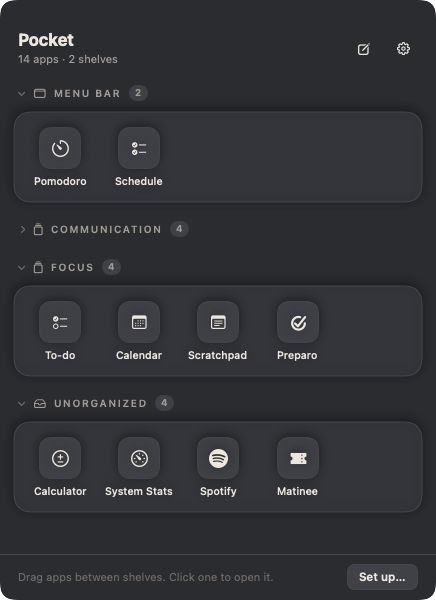 Pocket
14 apps · 2 shelves
MENU BAR 2
Pomodoro Schedule
COMMUNICATION 4
FOCUS 4
To-do Calendar Scratchpad Preparo
UNORGANIZED 4
Calculator System Stats Spotify Matinee
Drag apps between shelves. Click one to open it. Set up...